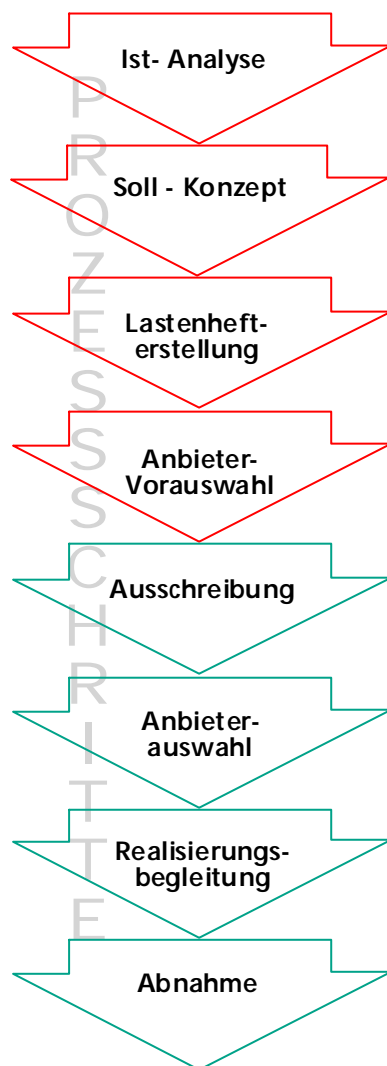 PROZESSSCHRITTE
Ist- Analyse
Soll - Konzept
Lastenheft-
erstellung
Anbieter-
Vorauswahl
Ausschreibung
Anbieter-
auswahl
Realisierungs-
begleitung
Abnahme